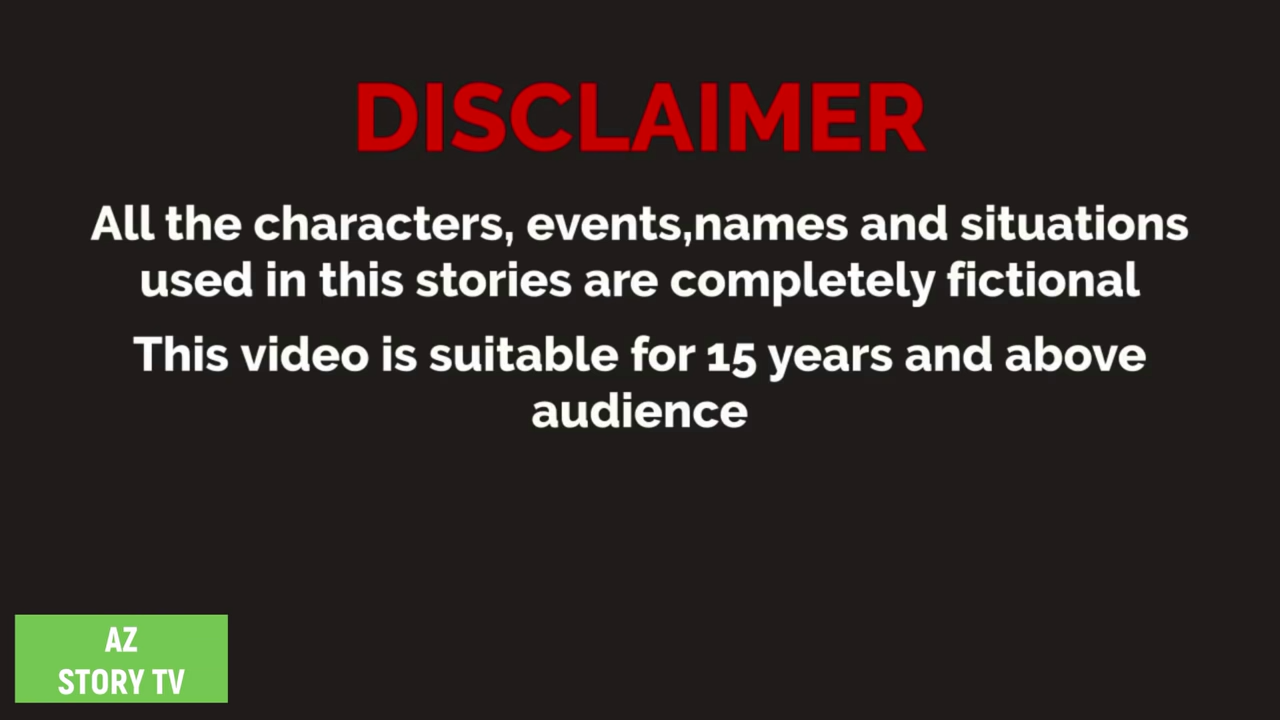 DISCLAIMER
All the characters, events,names and situations
used in this stories are completely fictional
This video is suitable for 15 years and above
audience
AZ
STORY TV